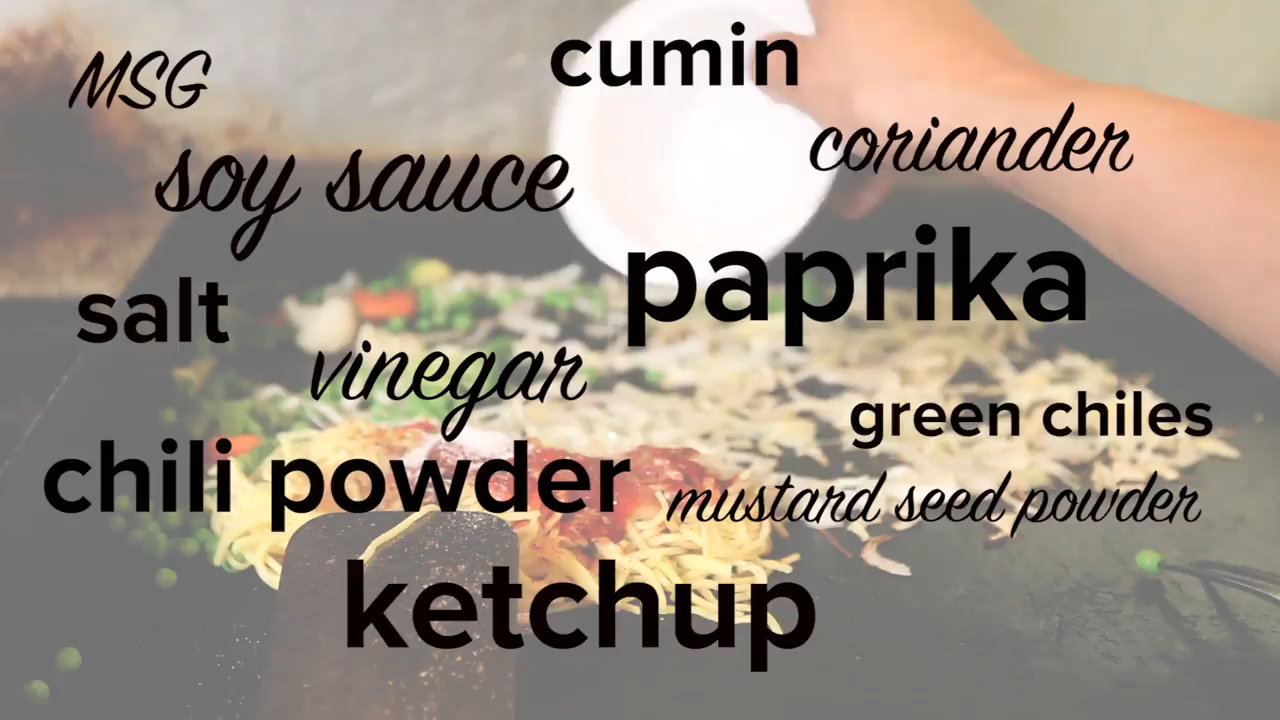 MSG
cumin
coriander
soy sauce
paprika
salt
vinegar
green chiles
chili powder
mustard seed powder
ketchup